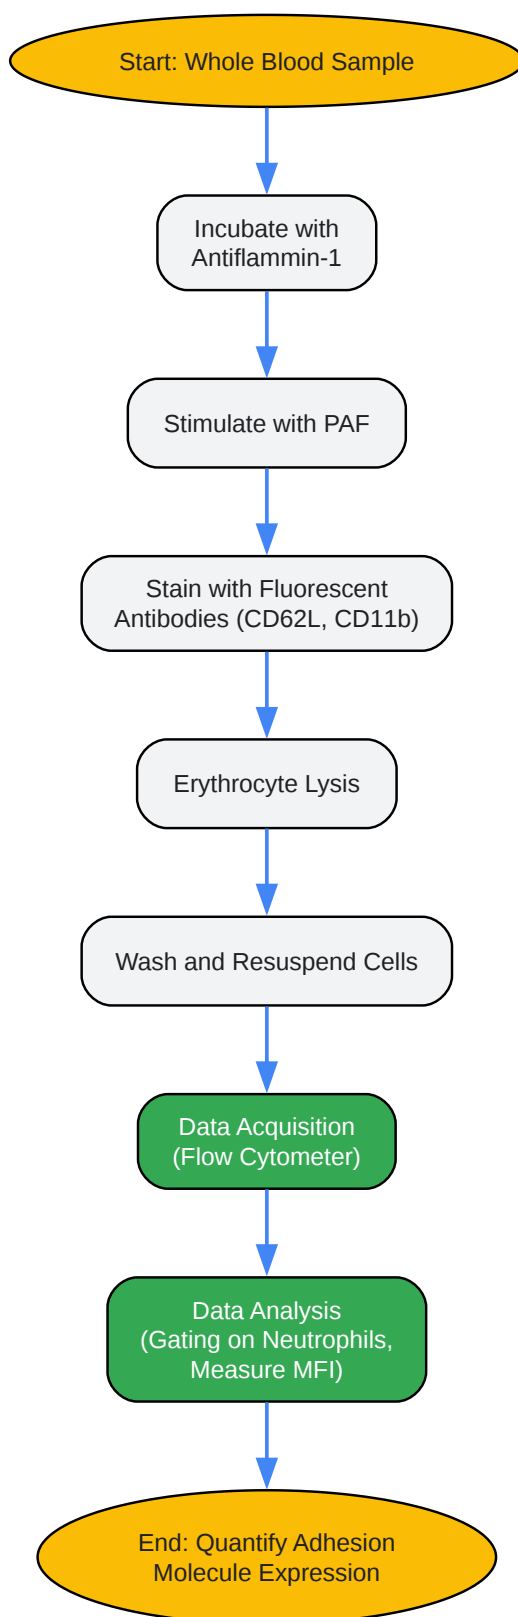 Start: Whole Blood Sample
Incubate with
Antiflammin-1
Stimulate with PAF
Stain with Fluorescent
Antibodies (CD62L, CD11b)
Erythrocyte Lysis
Wash and Resuspend Cells
Data Acquisition
(Flow Cytometer)
Data Analysis
(Gating on Neutrophils,
Measure MFI)
End: Quantify Adhesion
Molecule Expression